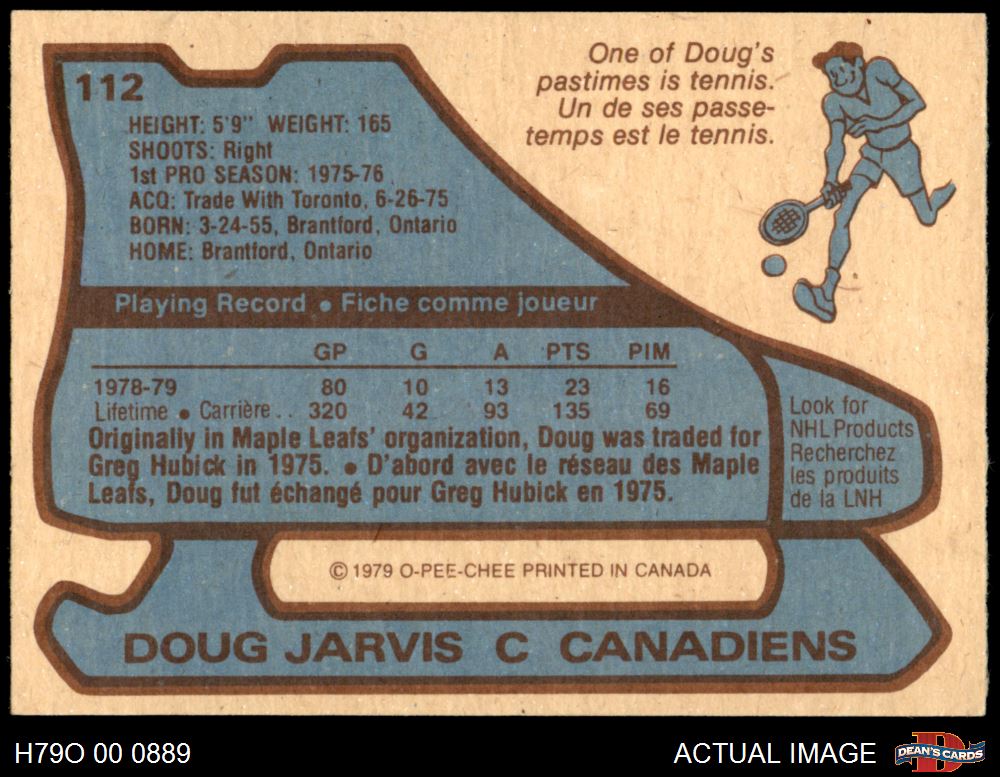 112
One of Doug's
pastimes is tennis.
Un de ses passe-
temps est le tennis.
HEIGHT: 5'9" WEIGHT: 165
SHOOTS: Right
1st PRO SEASON: 1975-76
ACQ: Trade With Toronto, 6-26-75
BORN: 3-24-55, Brantford, Ontario
HOME: Brantford, Ontario
Playing Record • Fiche comme joueur
GP G A PTS PIM
1978-79 80 10 13 23 16
Lifetime • Carrière .. 320 42 93 135 69
Originally in Maple Leafs' organization, Doug was traded for
Greg Hubick in 1975. • D'abord avec le réseau des Maple
Leafs, Doug fut échangé pour Greg Hubick en 1975.
Look for
NHL Products
Recherchez
les produits
de la LNH
© 1979 O-PEE-CHEE PRINTED IN CANADA
DOUG JARVIS C CANADIENS
H79O 00 0889
ACTUAL IMAGE
D
DEAN'S CARDS